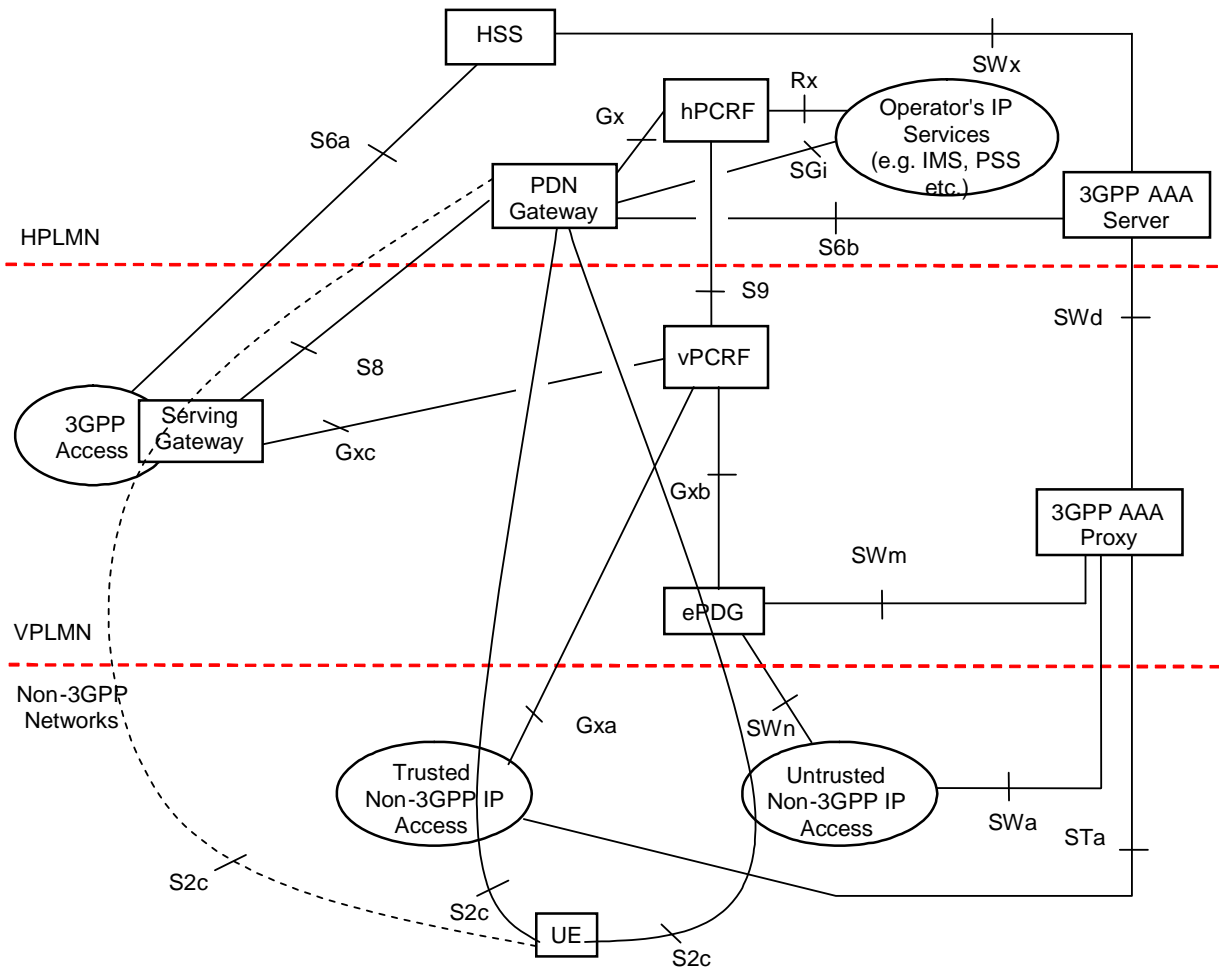 HSS
SWx
Rx
hPCRF
Operator's IP
Services
(e.g. IMS, PSS
etc.)
Gx
S6a
SGi
PDN
Gateway
3GPP AAA
Server
HPLMN
S6b
S9
SWd
vPCRF
S8
3GPP
Access
Serving
Gateway
Gxc
Gxb
3GPP AAA
Proxy
SWm
ePDG
VPLMN
Non-3GPP
Networks
Gxa
SWn
Trusted
Non-3GPP IP
Access
Untrusted
Non-3GPP IP
Access
SWa
STa
S2c
S2c
UE
S2c